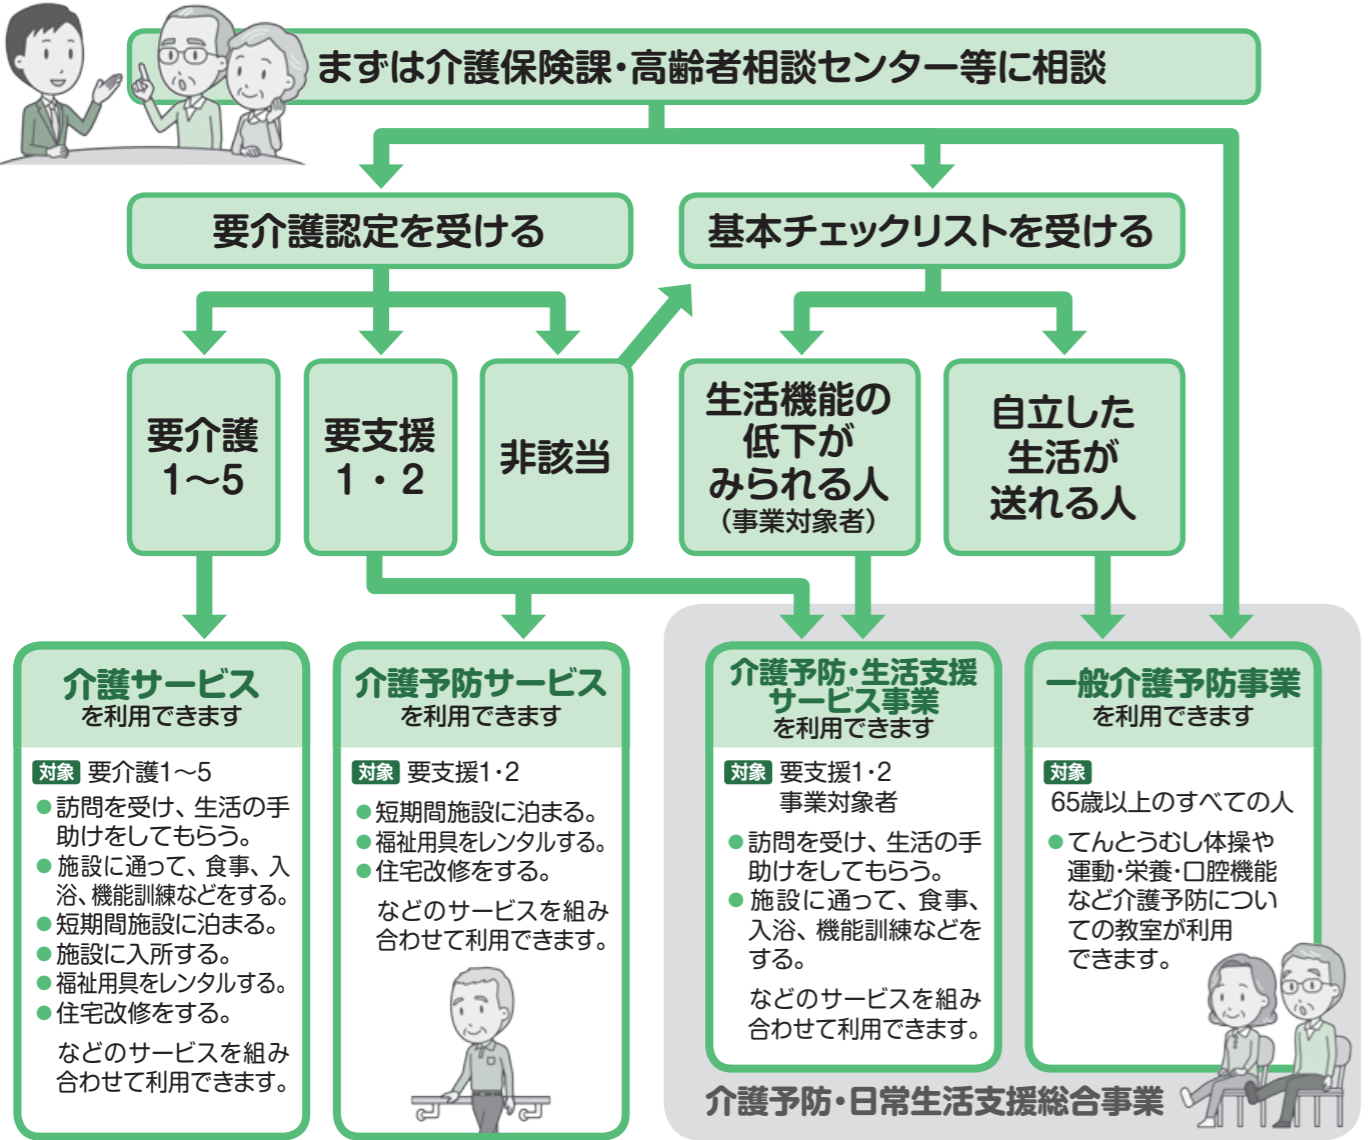 まずは介護保険課・高齢者相談センター等に相談
要介護認定を受ける
基本チェックリストを受ける
要介護
1～5
要支援
1・2
非該当
生活機能の
低下が
みられる人
（事業対象者）
自立した
生活が
送れる人
介護サービス
を利用できます
対象 要介護1～5
●訪問を受け、生活の手
助けをしてもらう。
●施設に通って、食事、入
浴、機能訓練などをする。
●短期間施設に泊まる。
●施設に入所する。
●福祉用具をレンタルする。
●住宅改修をする。
などのサービスを組み
合わせて利用できます。
介護予防サービス
を利用できます
対象 要支援1・2
●短期間施設に泊まる。
●福祉用具をレンタルする。
●住宅改修をする。
などのサービスを組み
合わせて利用できます。
介護予防・生活支援
サービス事業
を利用できます
対象 要支援1・2
事業対象者
●訪問を受け、生活の手
助けをしてもらう。
●施設に通って、食事、
入浴、機能訓練などを
する。
などのサービスを組み
合わせて利用できます。
一般介護予防事業
を利用できます
対象
65歳以上のすべての人
●てんとうむし体操や
運動・栄養・口腔機能
など介護予防につい
ての教室が利用
できます。
介護予防・日常生活支援総合事業